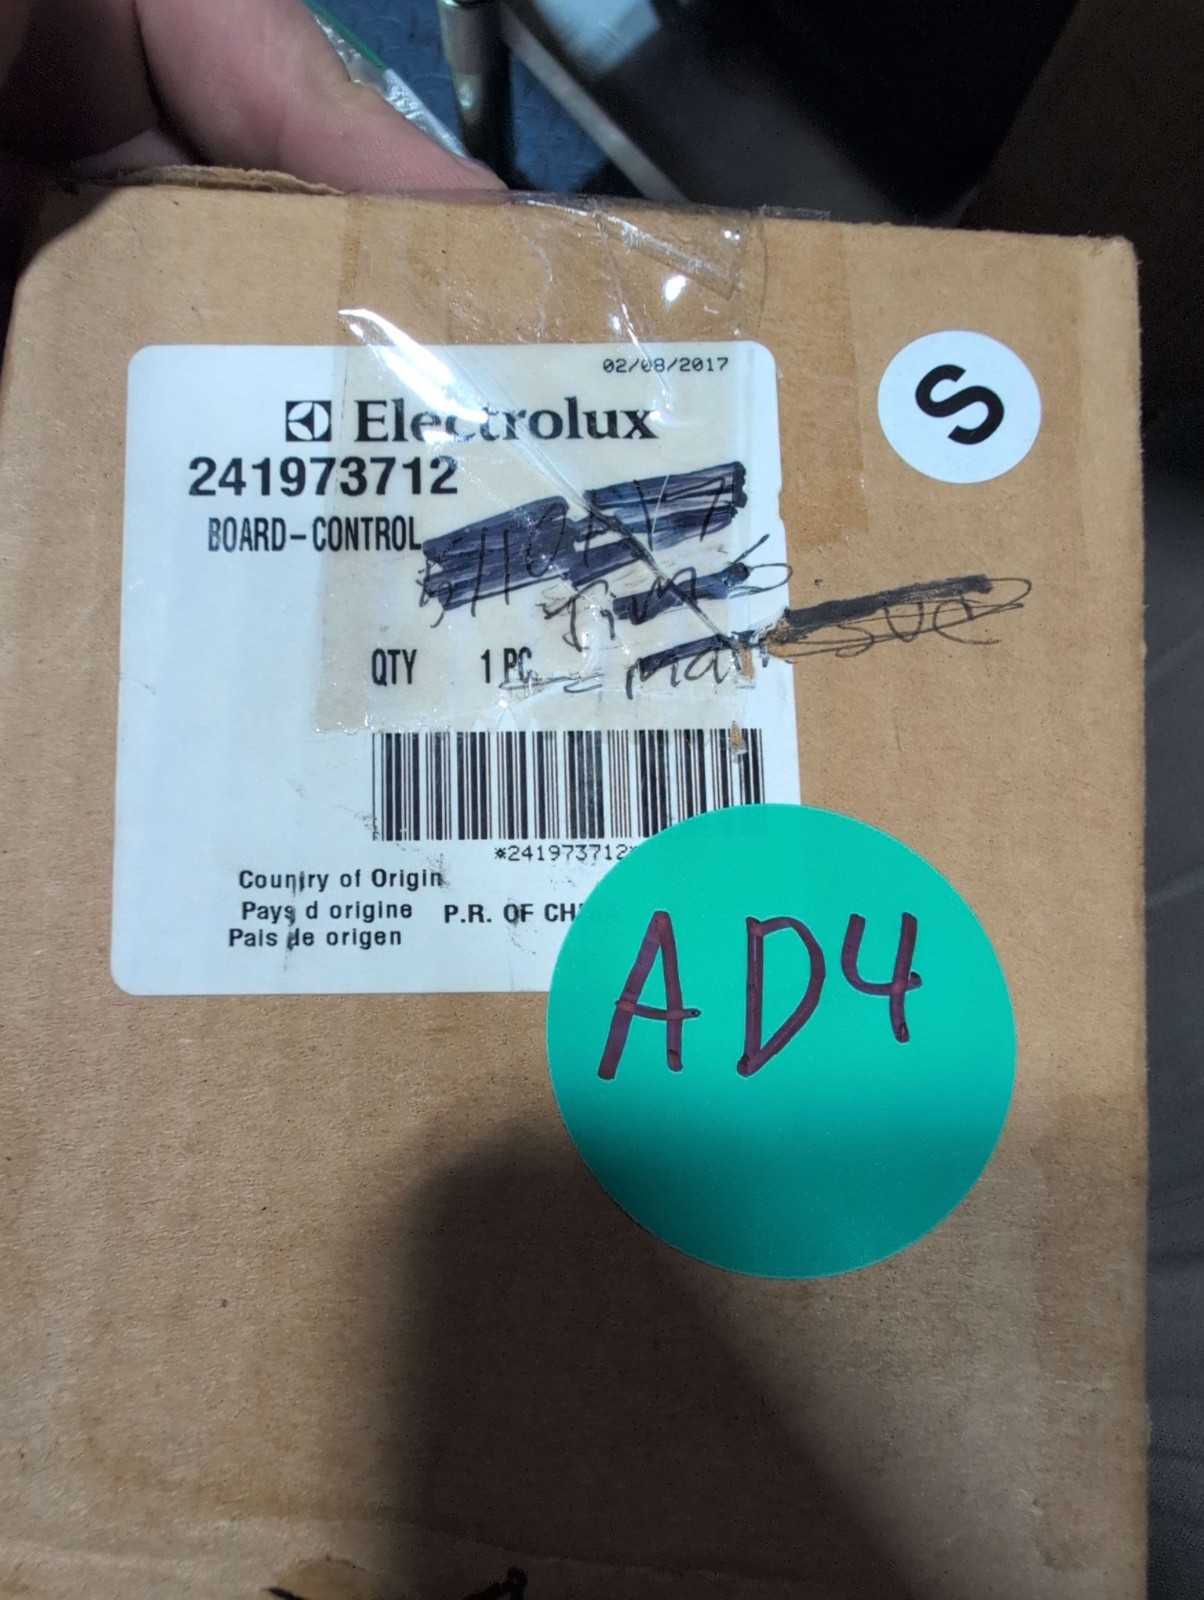 02/08/2017
S
Electrolux
241973712
BOARD-CONTROL
QTY 1 PC
*241973712*
Country of Origin
Pays d origine P.R. OF CH
Pais de origen
AD4